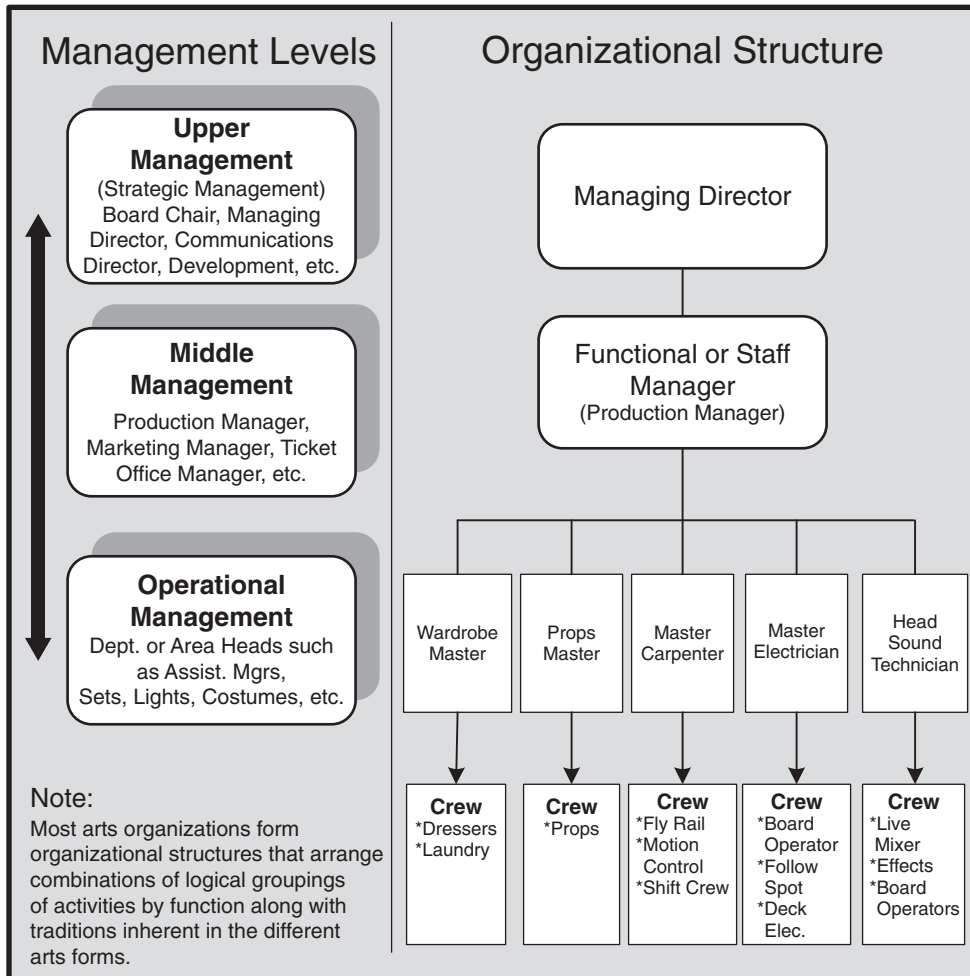 Management Levels
Upper
Management
(Strategic Management)
Board Chair, Managing
Director, Communications
Director, Development, etc.
Middle
Management
Production Manager,
Marketing Manager, Ticket
Office Manager, etc.
Operational
Management
Dept. or Area Heads such
as Assist. Mgrs,
Sets, Lights, Costumes, etc.
Note:
Most arts organizations form
organizational structures that arrange
combinations of logical groupings
of activities by function along with
traditions inherent in the different
arts forms.
Organizational Structure
Managing Director
Functional or Staff
Manager
(Production Manager)
Wardrobe
Master
Props
Master
Master
Carpenter
Master
Electrician
Head
Sound
Technician
Crew
*Dressers
*Laundry
Crew
*Props
Crew
*Fly Rail
*Motion
Control
*Shift Crew
Crew
*Board
Operator
*Follow
Spot
*Deck
Elec.
Crew
*Live
Mixer
*Effects
*Board
Operators